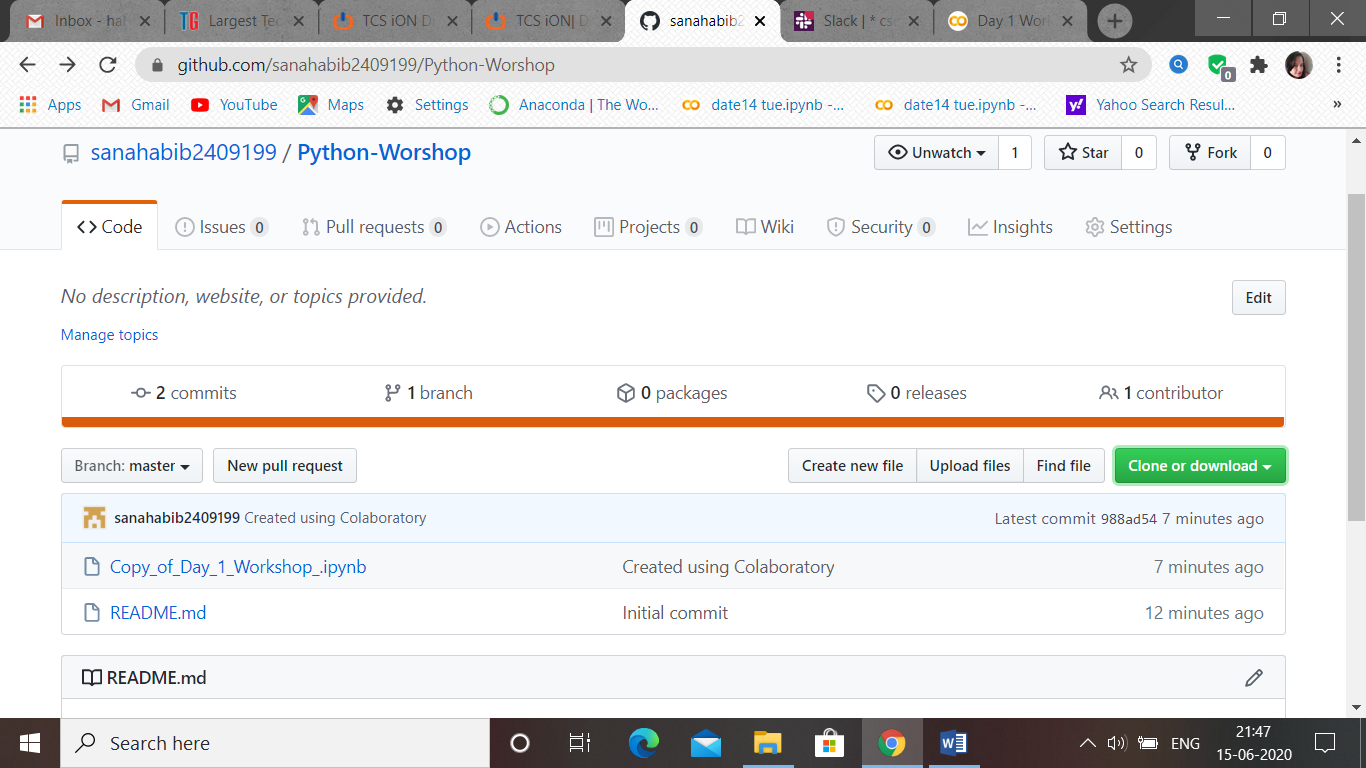 Inbox - hal
Largest Tec
TCS iON D
TCS iON| D
sanahabib2
Slack | * cs
Day 1 Wor
github.com/sanahabib2409199/Python-Worshop
0
Apps Gmail YouTube Maps Settings Anaconda | The Wo... date14 tue.ipynb -... date14 tue.ipynb -... Yahoo Search Resul... »
sanahabib2409199 / Python-Worshop
Unwatch 1 Star 0 Fork 0
Code Issues 0 Pull requests 0 Actions Projects 0 Wiki Security 0 Insights Settings
No description, website, or topics provided.
Edit
Manage topics
2 commits 1 branch 0 packages 0 releases 1 contributor
Branch: master New pull request Create new file Upload files Find file Clone or download
sanahabib2409199 Created using Colaboratory Latest commit 988ad54 7 minutes ago
Copy_of_Day_1_Workshop_.ipynb Created using Colaboratory 7 minutes ago
README.md Initial commit 12 minutes ago
README.md
Search here
ENG
21:47
15-06-2020